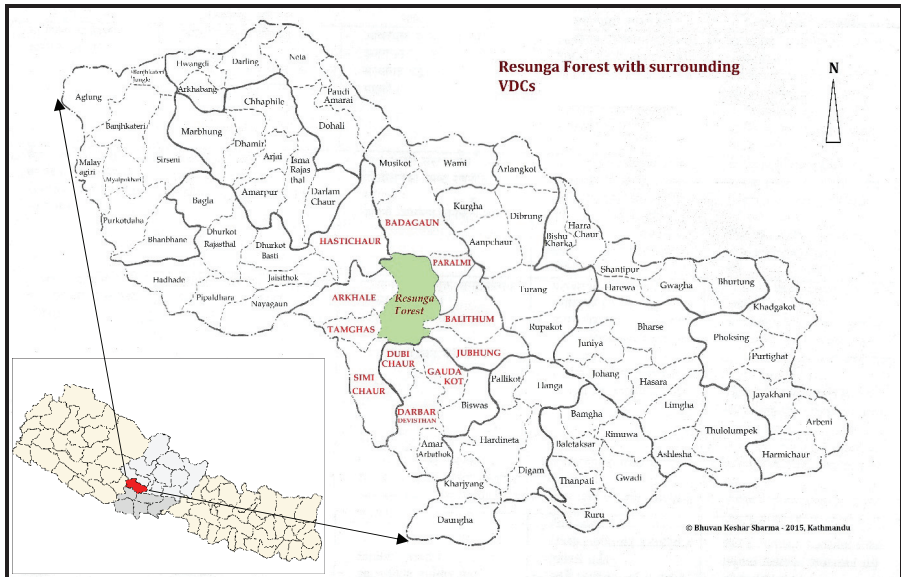 Resunga Forest with surrounding
VDCs
N
Hwangdi
Darling
Neta
Aglung
Arkhabang
Paudi
Amarai
Chhaphile
Banjhkateri
Marbhung
Dohali
Dhamir
Malay
agiri
Sirseni
Arjai
Isma
Rajas
thal
Musikot
Wami
Arlangkot
Myalpokhari
Amarpur
Darlam
Chaur
Bagla
Kurgha
Purkotdaha
Dibrung
Harra
Chaur
BADAGAUN
Dhurkot
Rajasthal
Bhanbhane
HASTICHAUR
Aanpchaur
Bishu
Kharka
Dhurkot
Basti
PARALMI
Shantipur
Hadhade
Jaisithok
Harewa
Gwagha
Bhurtung
Turang
Pipaldhara
Nayagaun
ARKHALE
Resunga
Forest
Khadgakot
BALITHUM
TAMGHAS
Rupakot
Bharse
Phoksing
Juniya
DUBI
CHAUR
JUBHUNG
Purtighat
GAUDA
KOT
Pallikot
Hanga
Johang
SIMI
CHAUR
Hasara
Jayakhani
Biswas
Limgha
DARBAR
DEVISTHAN
Bamgha
Arbeni
Thulolumpek
Rimuwa
Amar
Arbathok
Hardineta
Baletaksar
Ashlesha
Harmichaur
Digam
Gwadi
Kharjyang
Thanpati
Ruru
Daungha
© Bhuvan Keshar Sharma - 2015, Kathmandu